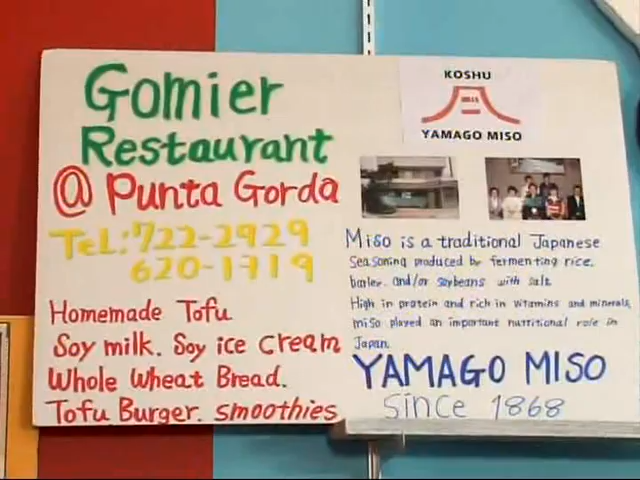 Gomier
Restaurant
@ Punta Gorda
Tel: 722-2929
620-1719
Homemade Tofu
Soy milk. Soy ice cream
Whole Wheat Bread.
Tofu Burger. smoothies
KOSHU
YAMAGO MISO
Miso is a traditional Japanese
seasoning produced by fermenting rice.
barley and/or soybeans with salt
High in protein and rich in vitamins and minerals,
miso played an important nutritional role in
Japan.
YAMAGO MISO
Since 1868